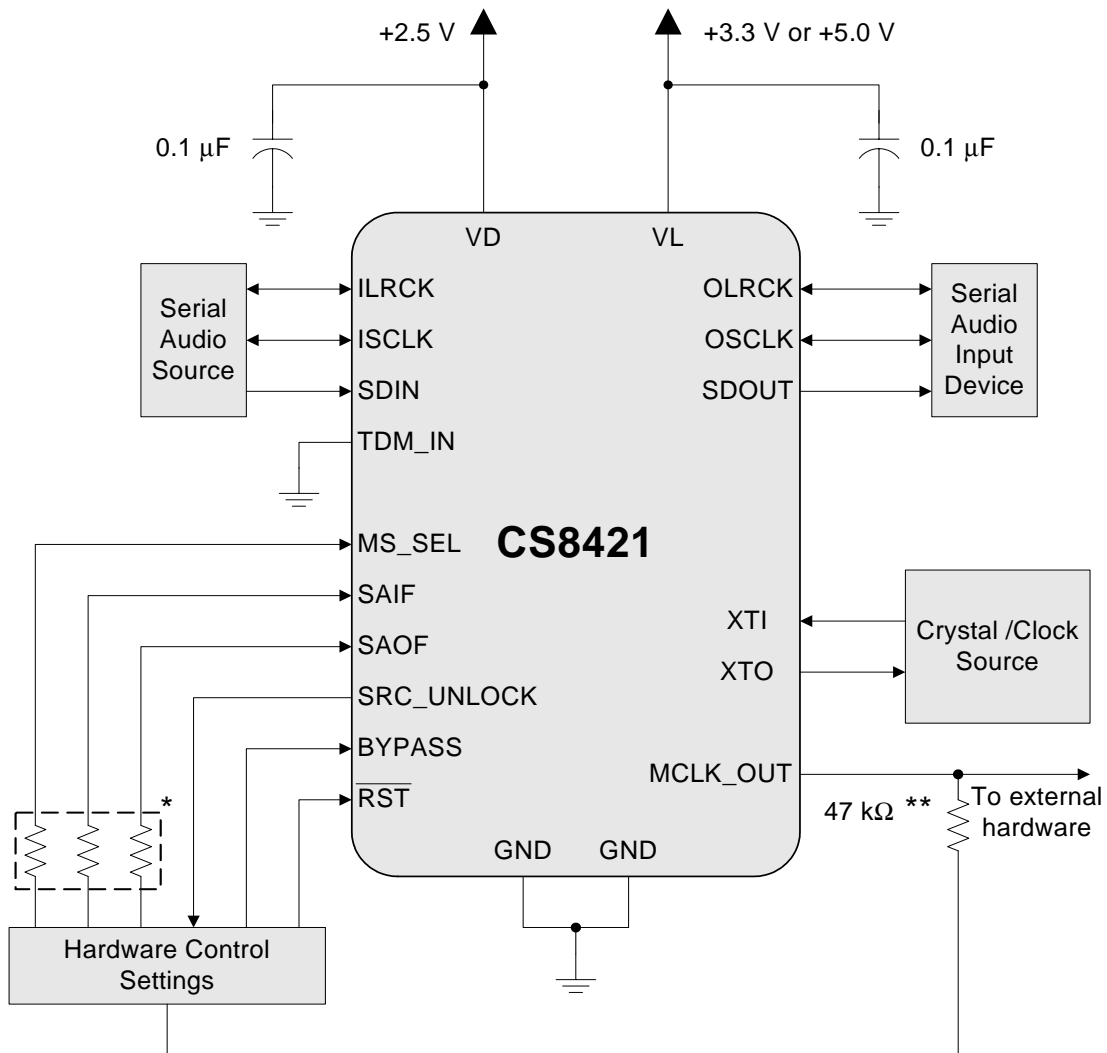 +2.5 V
+3.3 V or +5.0 V
0.1 μF
0.1 μF
VD
VL
Serial
Audio
Source
ILRCK
ISCLK
SDIN
TDM_IN
OLRCK
OSCLK
SDOUT
Serial
Audio
Input
Device
MS_SEL
SAIF
SAOF
SRC_UNLOCK
BYPASS
RST
CS8421
XTI
XTO
Crystal /Clock
Source
MCLK_OUT
47 kΩ **
To external
hardware
*
GND
GND
Hardware Control
Settings